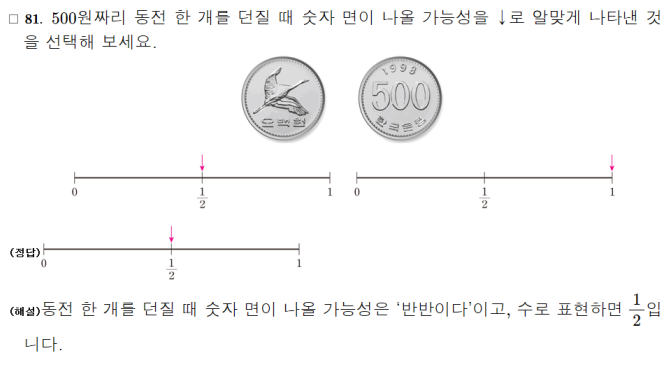 □ 81. 500원짜리 동전 한 개를 던질 때 숫자 면이 나올 가능성을 ↓로 알맞게 나타낸 것
을 선택해 보세요.
오백원
1998
500
한국은행
0 1/2 1
0 1/2 1
(정답) 0 1/2 1
(해설)동전 한 개를 던질 때 숫자 면이 나올 가능성은 ‘반반이다’이고, 수로 표현하면 1/2입
니다.